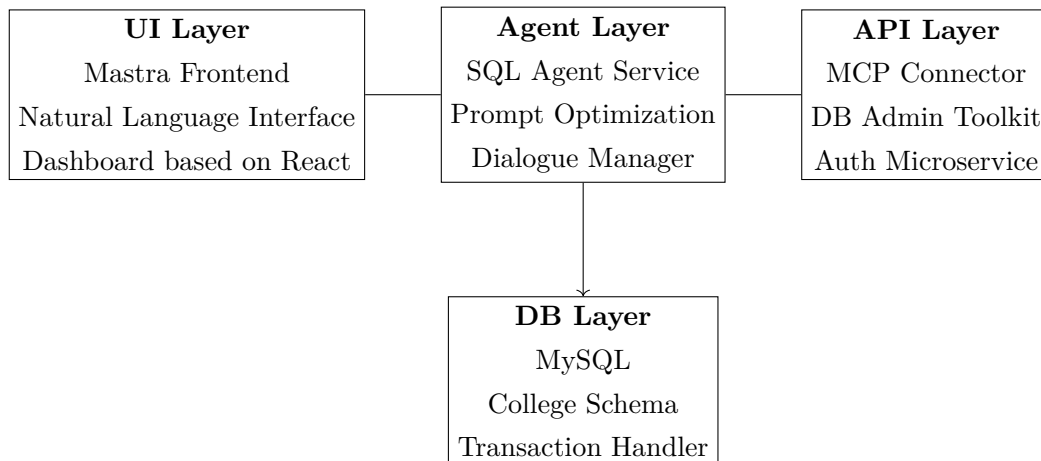 UI Layer
Mastra Frontend
Natural Language Interface
Dashboard based on React
Agent Layer
SQL Agent Service
Prompt Optimization
Dialogue Manager
API Layer
MCP Connector
DB Admin Toolkit
Auth Microservice
DB Layer
MySQL
College Schema
Transaction Handler